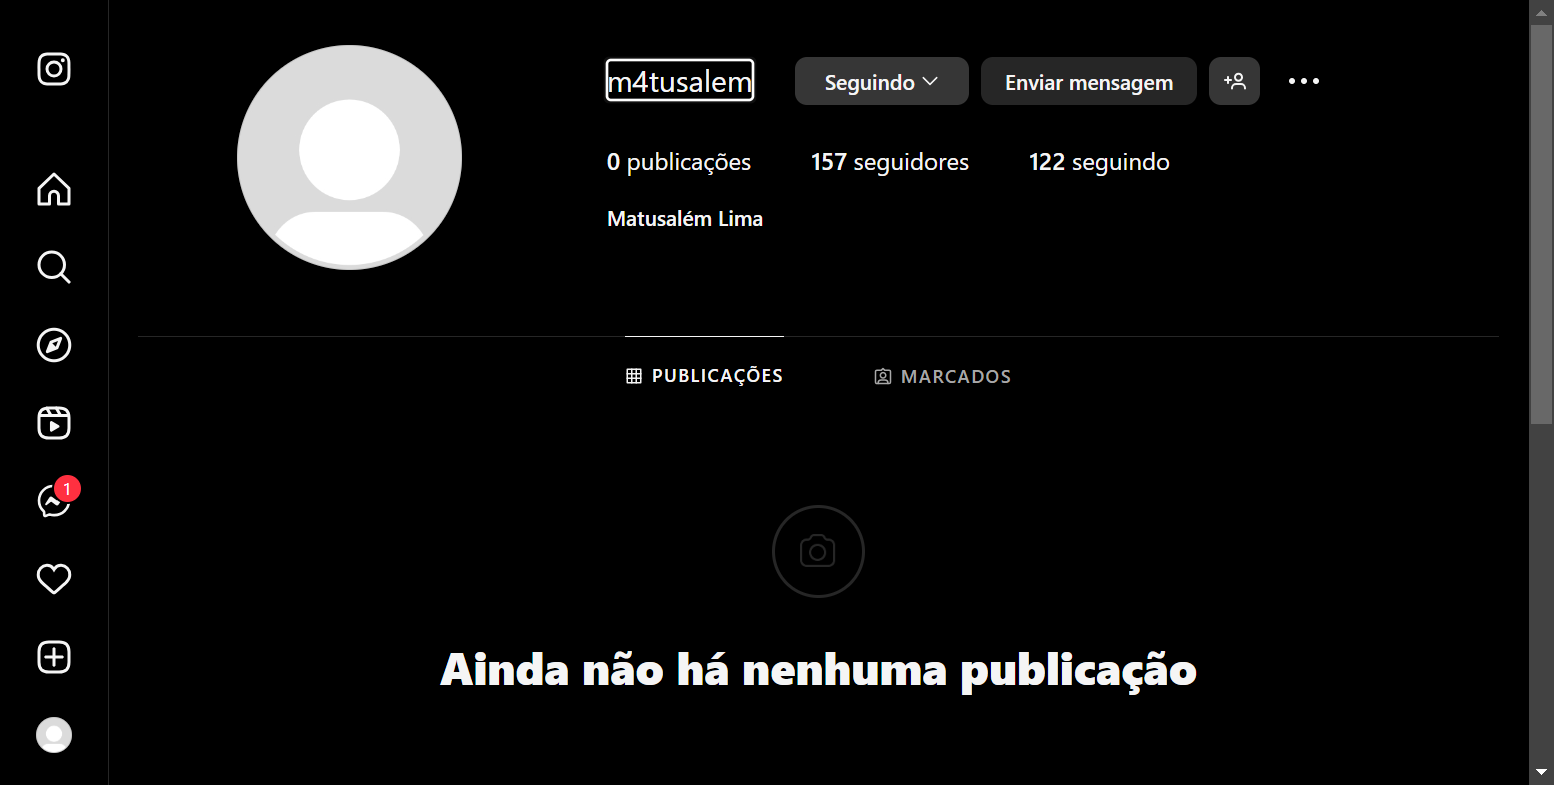 m4tusalem
Seguindo
Enviar mensagem
0 publicações
157 seguidores
122 seguindo
Matusalém Lima
PUBLICAÇÕES
MARCADOS
1
Ainda não há nenhuma publicação